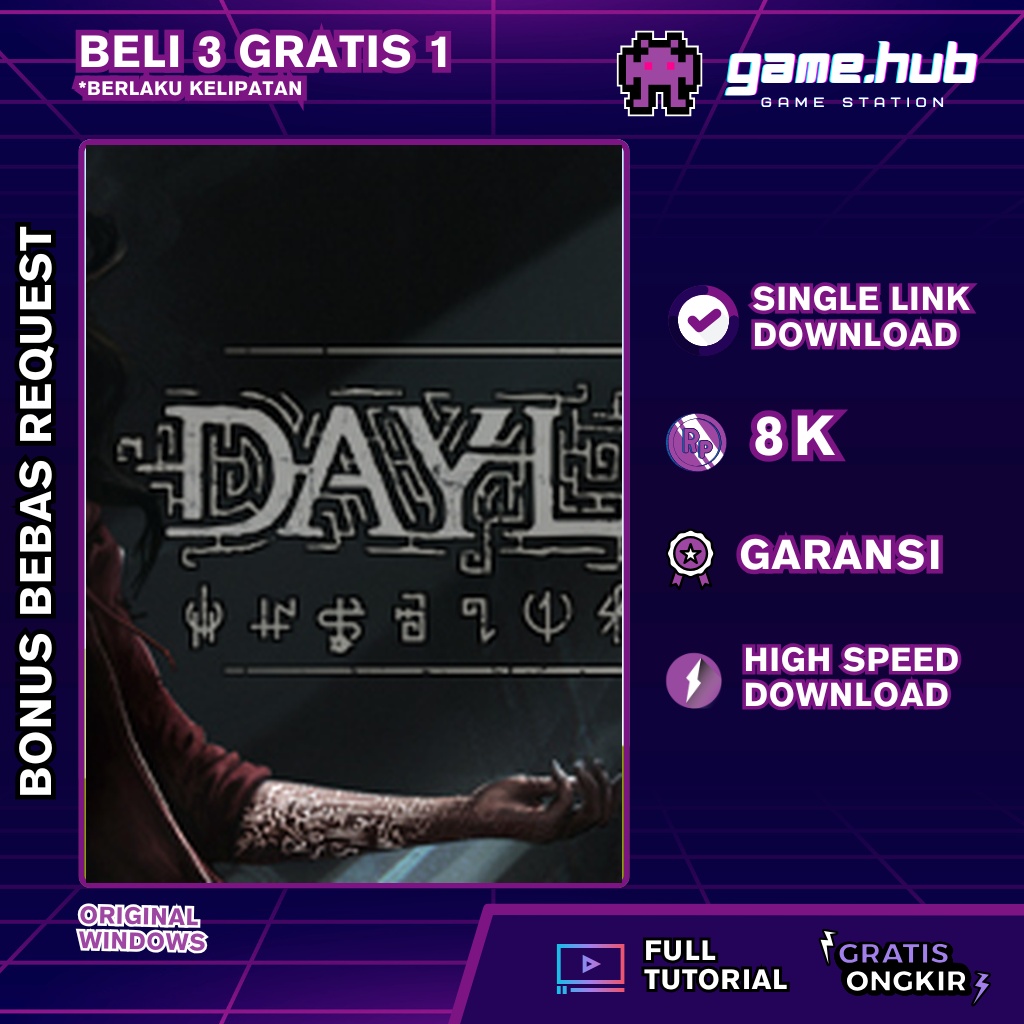 BELI 3 GRATIS 1
*BERLAKU KELIPATAN
game.hub
GAME STATION
BONUS BEBAS REQUEST
DAYL
SINGLE LINK
DOWNLOAD
Rp
8K
GARANSI
HIGH SPEED
DOWNLOAD
ORIGINAL
WINDOWS
FULL
TUTORIAL
GRATIS
ONGKIR